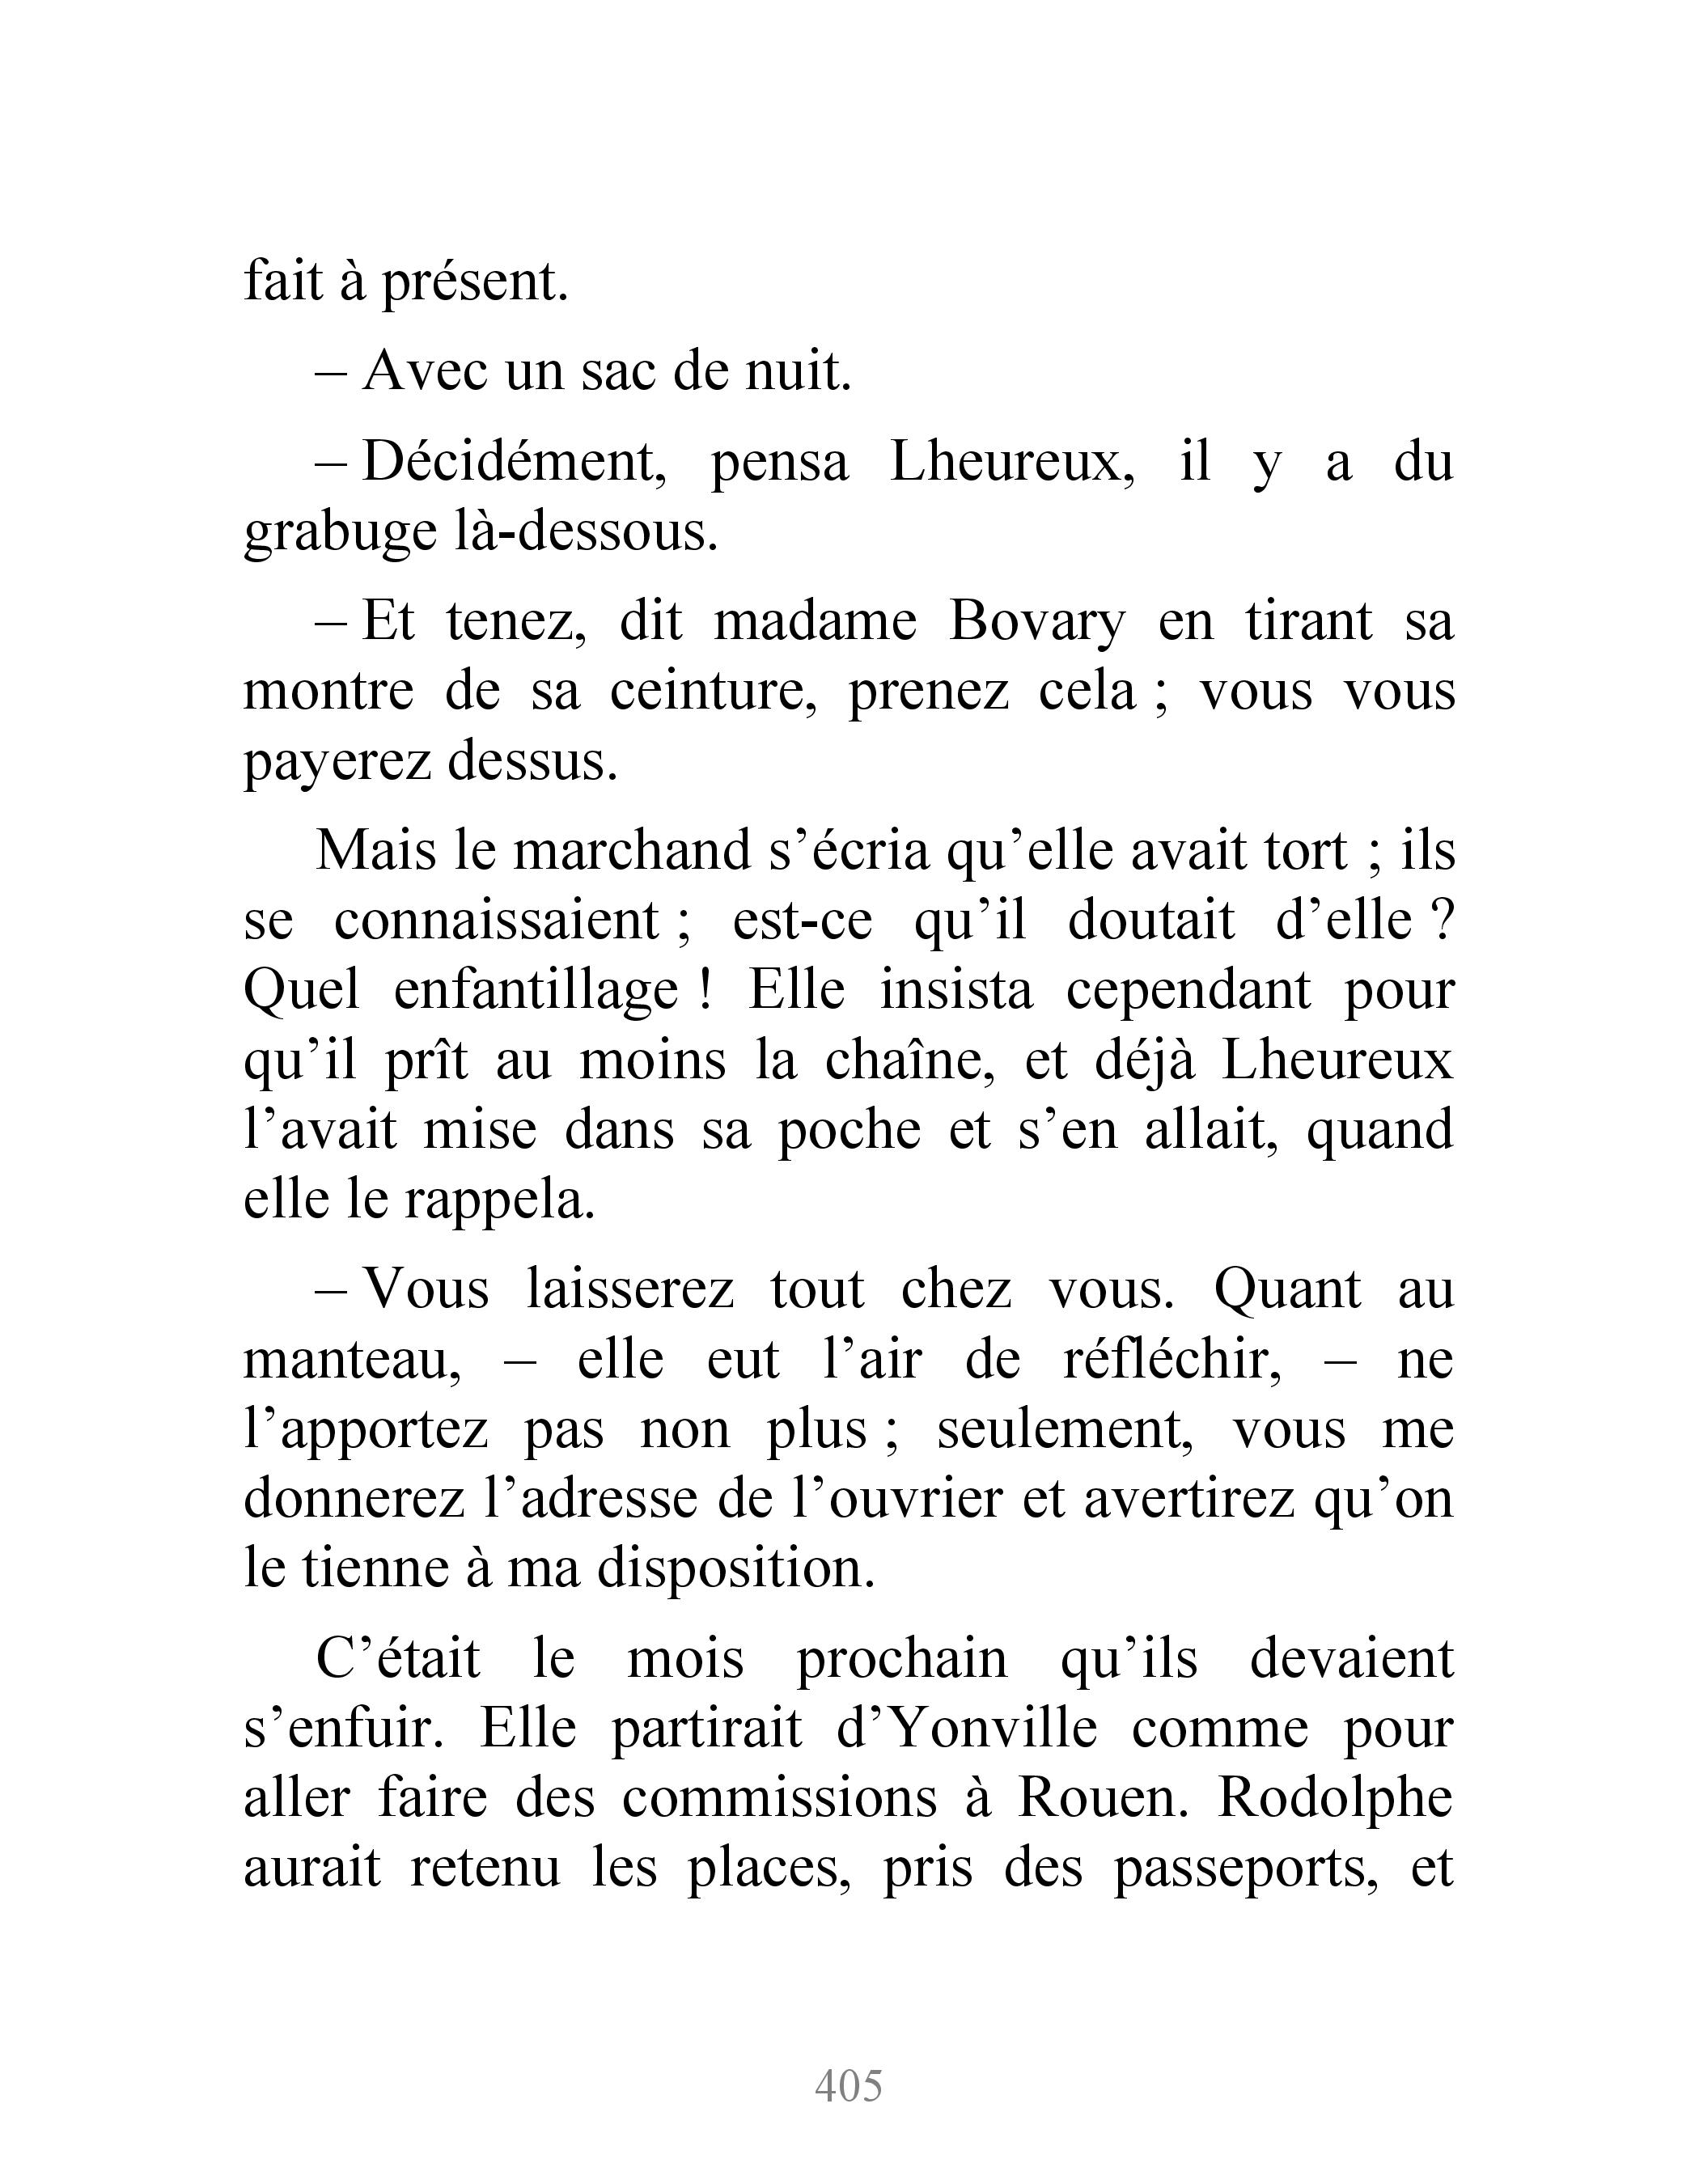 fait à présent.
– Avec un sac de nuit.
– Décidément, pensa Lheureux, il y a du
grabuge là-dessous.
– Et tenez, dit madame Bovary en tirant sa
montre de sa ceinture, prenez cela ; vous vous
payerez dessus.
Mais le marchand s’écria qu’elle avait tort ; ils
se connaissaient ; est-ce qu’il doutait d’elle ?
Quel enfantillage ! Elle insista cependant pour
qu’il prît au moins la chaîne, et déjà Lheureux
l’avait mise dans sa poche et s’en allait, quand
elle le rappela.
– Vous laisserez tout chez vous. Quant au
manteau, – elle eut l’air de réfléchir, – ne
l’apportez pas non plus ; seulement, vous me
donnerez l’adresse de l’ouvrier et avertirez qu’on
le tienne à ma disposition.
C’était le mois prochain qu’ils devaient
s’enfuir. Elle partirait d’Yonville comme pour
aller faire des commissions à Rouen. Rodolphe
aurait retenu les places, pris des passeports, et
405